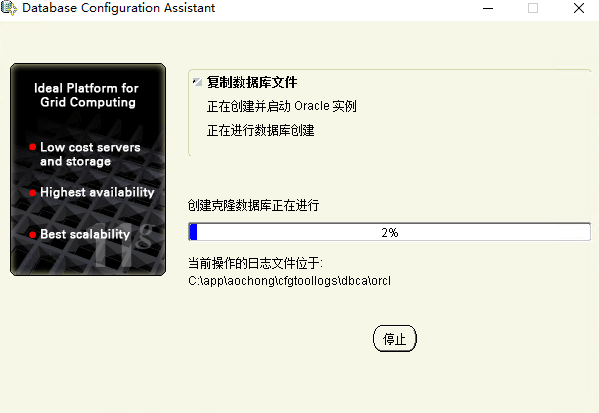 Database Configuration Assistant
Ideal Platform for
Grid Computing
Low cost servers
and storage
Highest availability
Best scalability
11g
复制数据库文件
正在创建并启动 Oracle 实例
正在进行数据库创建
创建克隆数据库正在进行
2%
当前操作的日志文件位于:
C:\app\aochong\cfgtoollogs\dbca\orcl
停止